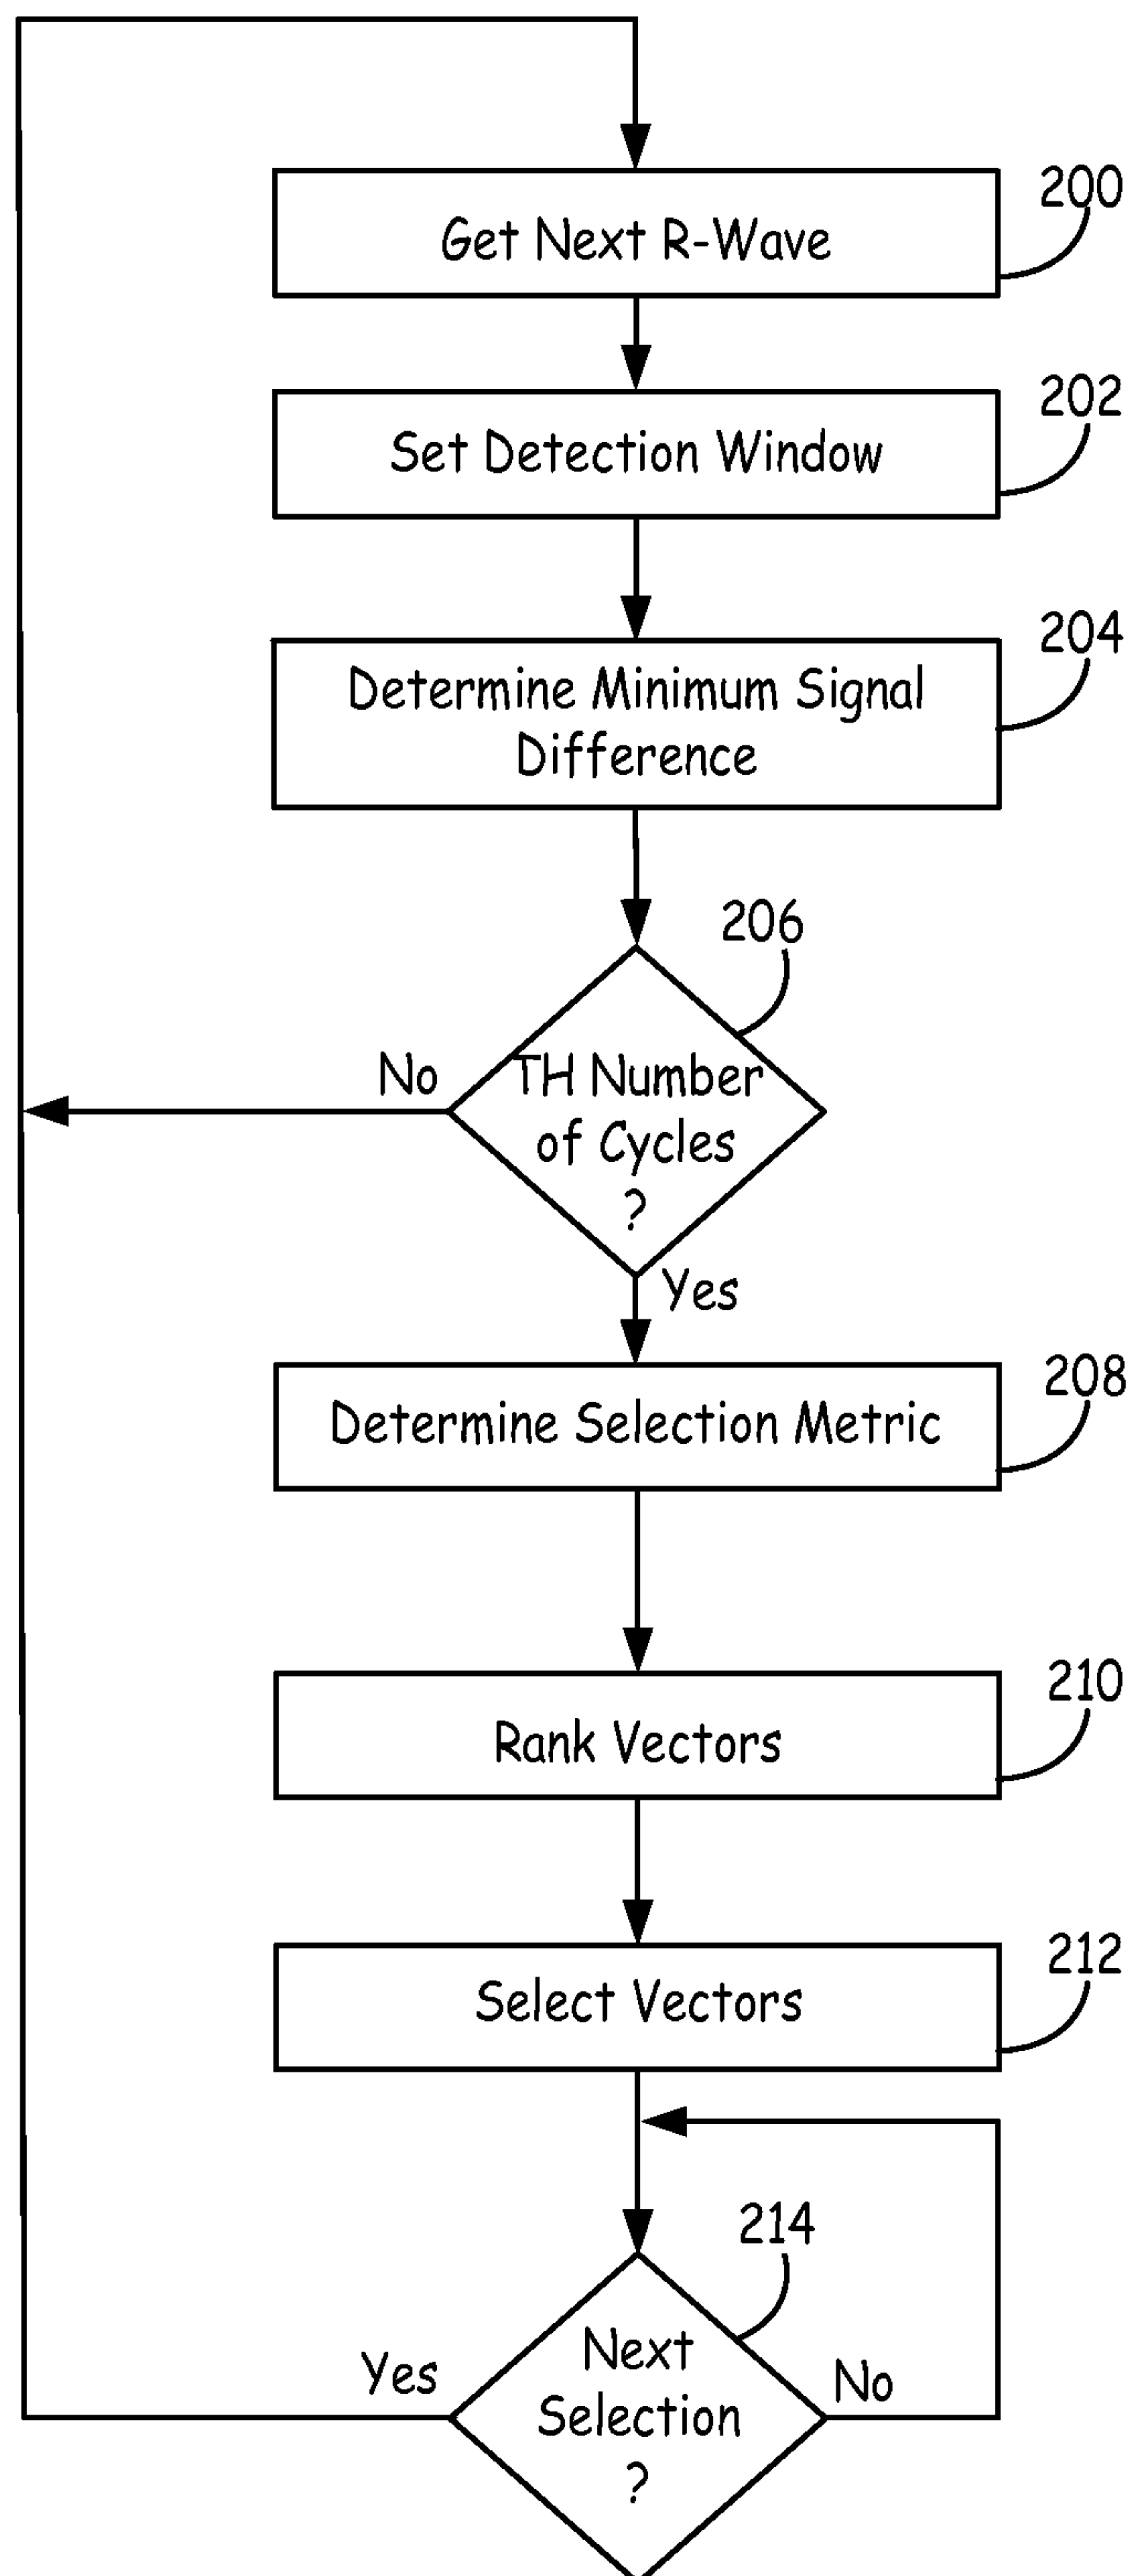 200
Get Next R-Wave
202
Set Detection Window
204
Determine Minimum Signal
Difference
206
No
TH Number
of Cycles
?
Yes
208
Determine Selection Metric
210
Rank Vectors
212
Select Vectors
214
Yes
Next
Selection
?
No